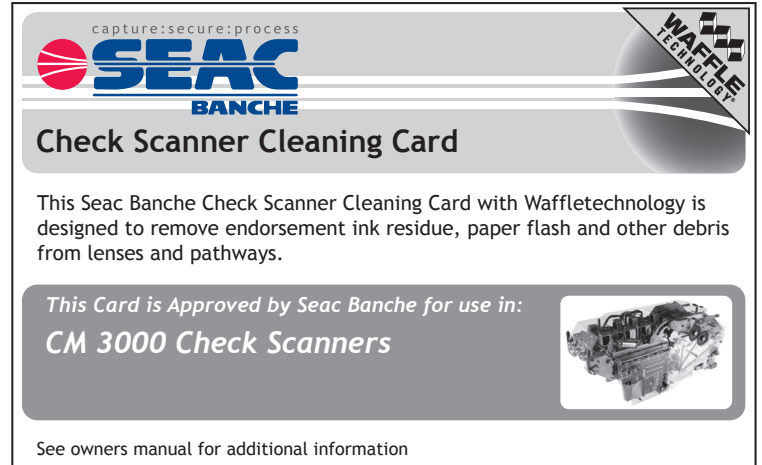 capture:secure:process
SEAC
BANCHE
WAFFLE
TECHNOLOGY®
Check Scanner Cleaning Card
This Seac Banche Check Scanner Cleaning Card with Waffletechnology is
designed to remove endorsement ink residue, paper flash and other debris
from lenses and pathways.
This Card is Approved by Seac Banche for use in:
CM 3000 Check Scanners
See owners manual for additional information